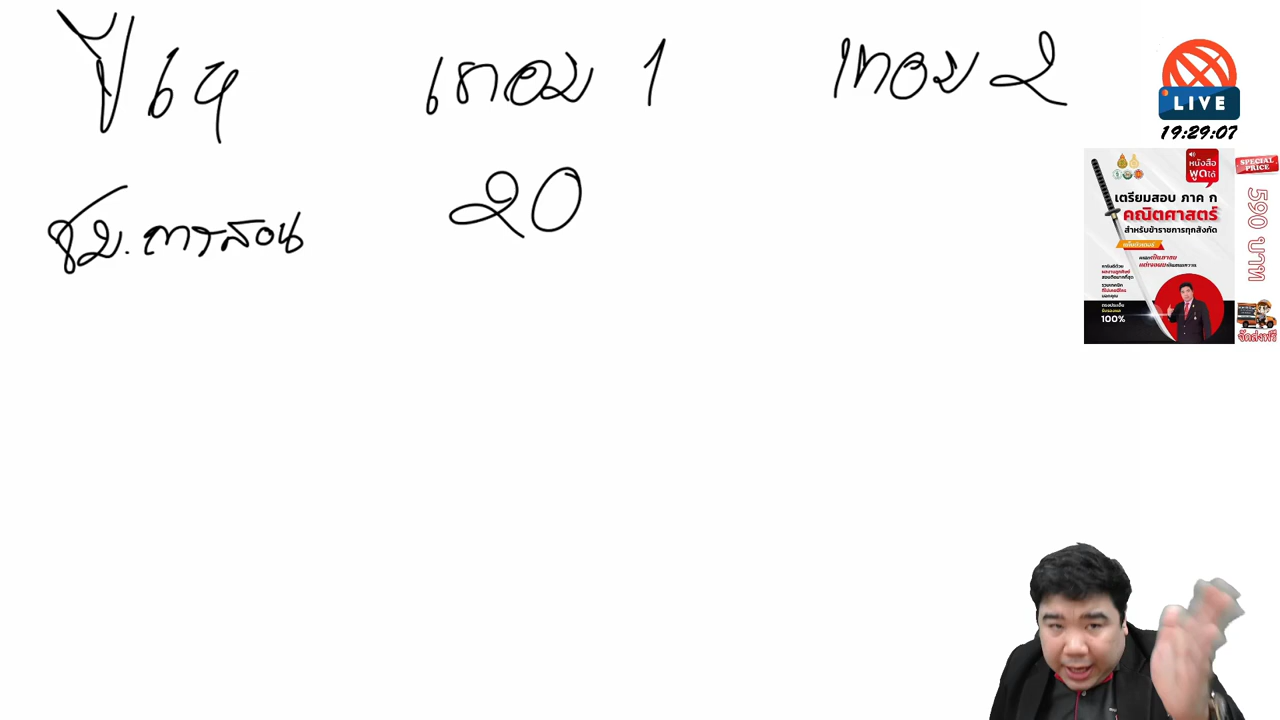 ปี 64 เทอม 1 เทอม 2
ชม. การสอน 20
LIVE
19:29:07
หนังสือ
พูดได้
SPECIAL
PRICE
เตรียมสอบ ภาค ก
คณิตศาสตร์
สำหรับข้าราชการทุกสังกัด
590 บาท
100%
จัดส่งฟรี